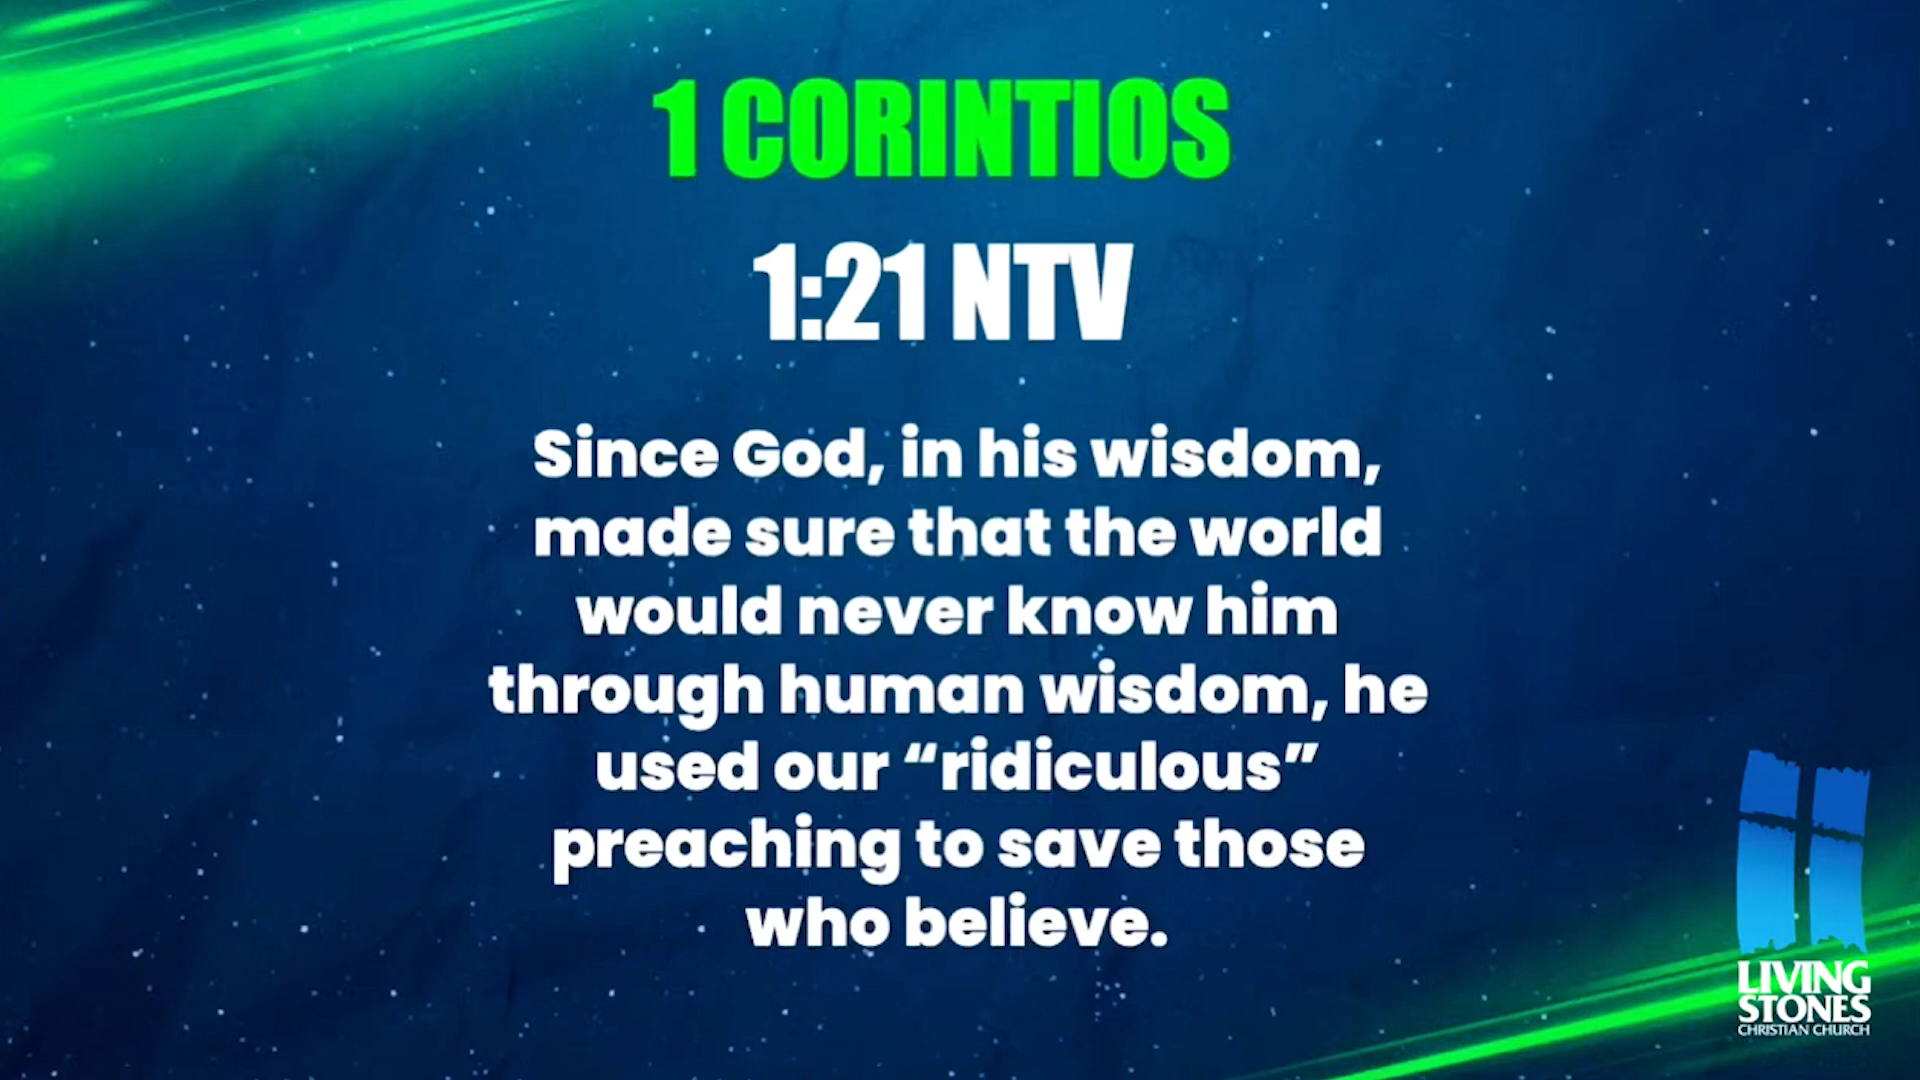 1 CORINTIOS
1:21 NTV
Since God, in his wisdom,
made sure that the world
would never know him
through human wisdom, he
used our “ridiculous”
preaching to save those
who believe.
LIVING
STONES
CHRISTIAN CHURCH